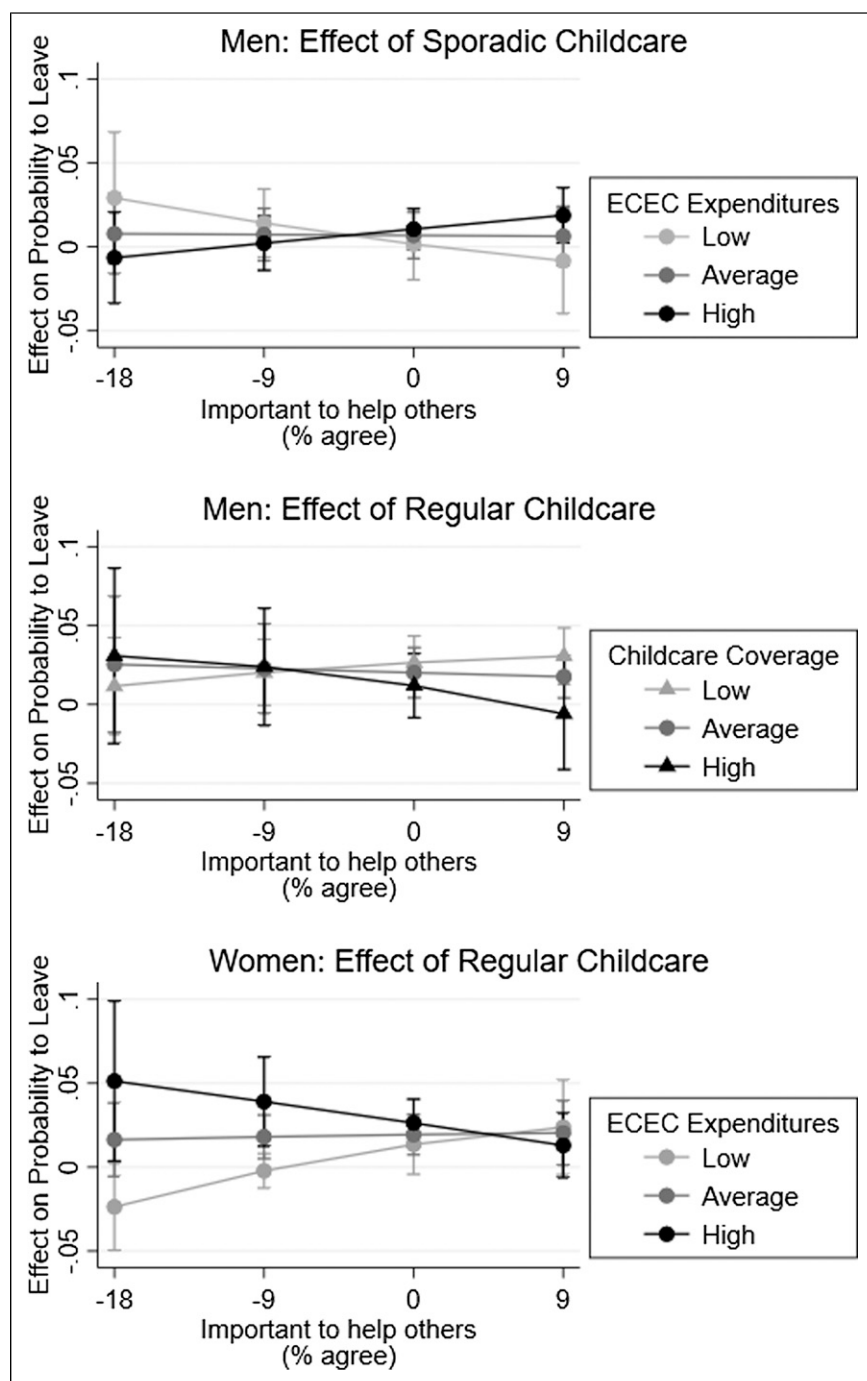 Men: Effect of Sporadic Childcare
Effect on Probability to Leave
.1
.05
0
-.05
-18
-9
0
9
Important to help others
(% agree)
ECEC Expenditures
Low
Average
High
Men: Effect of Regular Childcare
Effect on Probability to Leave
.1
.05
0
-.05
-18
-9
0
9
Important to help others
(% agree)
Childcare Coverage
Low
Average
High
Women: Effect of Regular Childcare
Effect on Probability to Leave
.1
.05
0
-.05
-18
-9
0
9
Important to help others
(% agree)
ECEC Expenditures
Low
Average
High